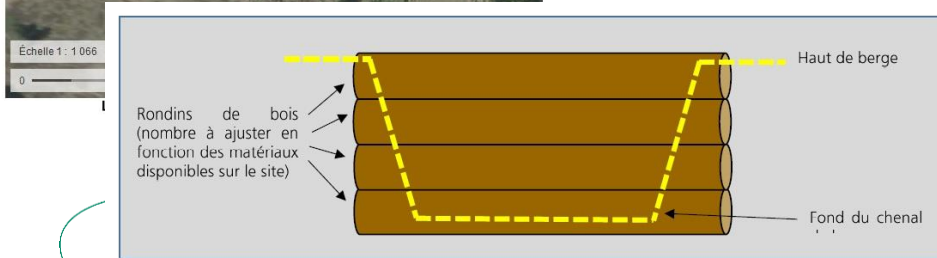 Échelle 1 : 1 066
0
Haut de berge
Rondins de bois
(nombre à ajuster en
fonction des matériaux
disponibles sur le site)
Fond du chenal